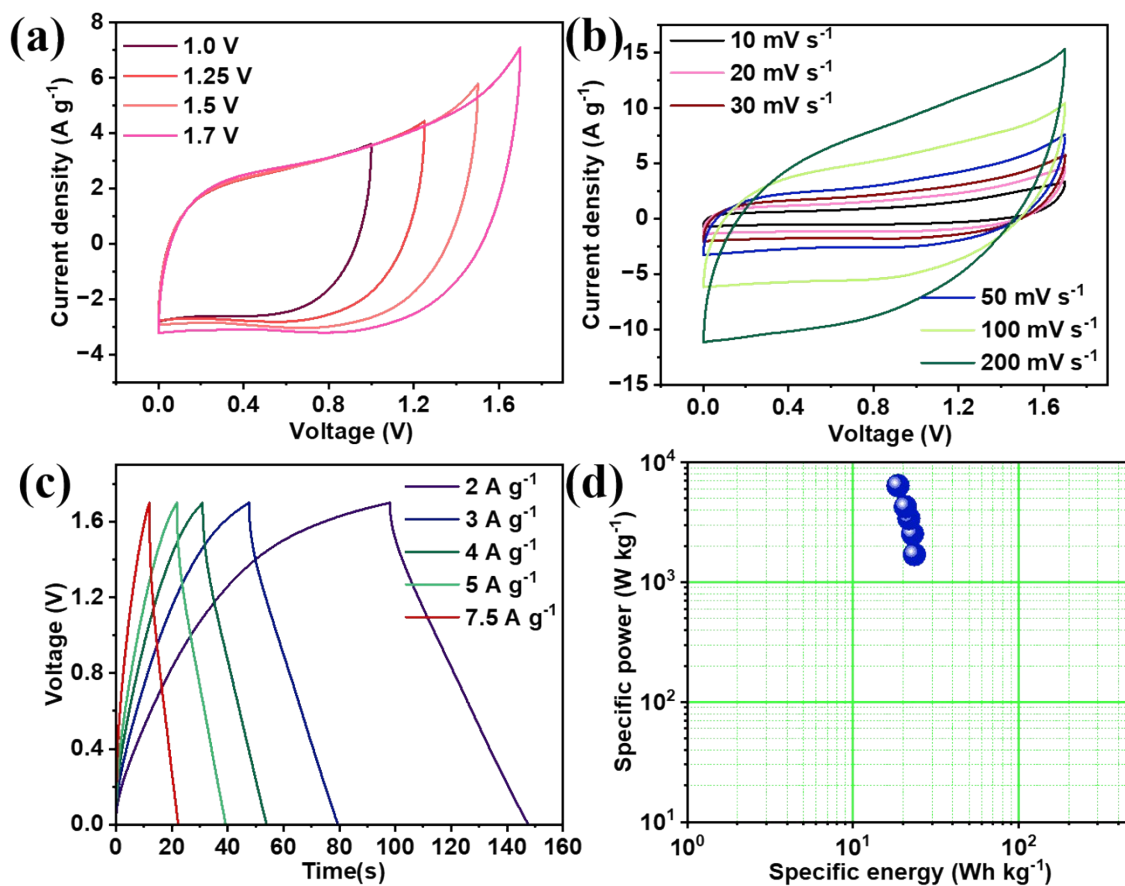 (a)
1.0 V
1.25 V
1.5 V
1.7 V
8
6
4
2
0
−2
−4
Current density (A g⁻¹)
0.0 0.4 0.8 1.2 1.6
Voltage (V)
(b)
10 mV s⁻¹
20 mV s⁻¹
30 mV s⁻¹
50 mV s⁻¹
100 mV s⁻¹
200 mV s⁻¹
15
10
5
0
−5
−10
−15
Current density (A g⁻¹)
0.0 0.4 0.8 1.2 1.6
Voltage (V)
(c)
2 A g⁻¹
3 A g⁻¹
4 A g⁻¹
5 A g⁻¹
7.5 A g⁻¹
1.6
1.2
0.8
0.4
0.0
Voltage (V)
0 20 40 60 80 100 120 140 160
Time(s)
(d)
10⁴
10³
10²
10¹
Specific power (W kg⁻¹)
10⁰ 10¹ 10²
Specific energy (Wh kg⁻¹)